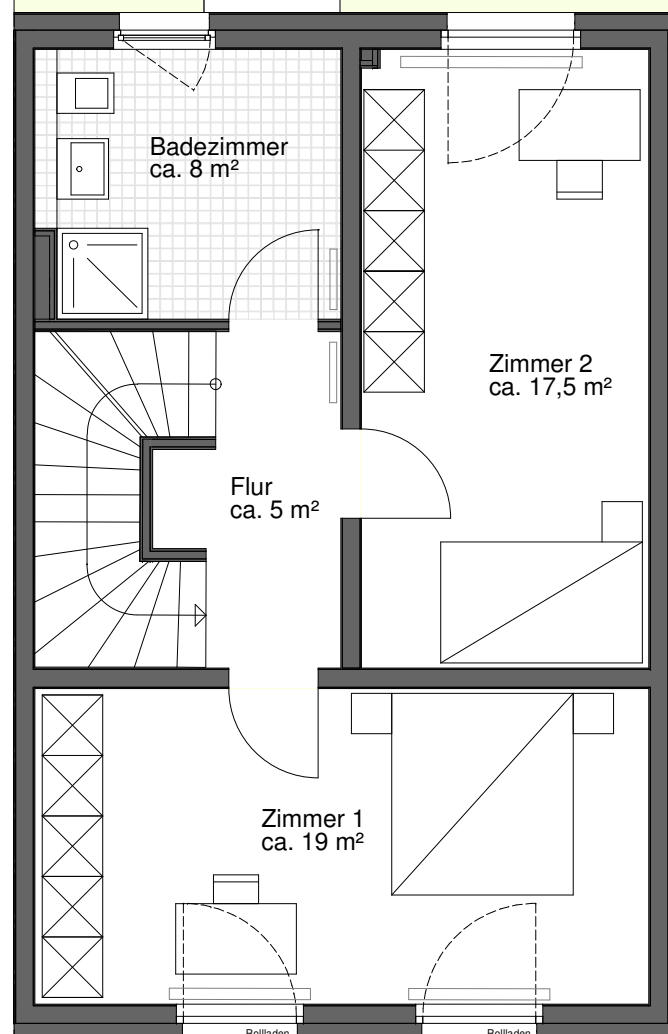 Badezimmer
ca. 8 m²
Zimmer 2
ca. 17,5 m²
Flur
ca. 5 m²
Zimmer 1
ca. 19 m²
Rollladen
Rollladen